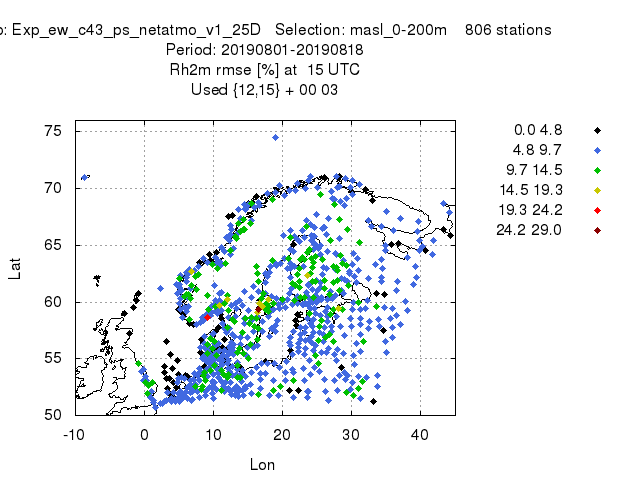 : Exp_ew_c43_ps_netatmo_v1_25D Selection: masl_0-200m 806 stations
Period: 20190801-20190818
Rh2m rmse [%] at 15 UTC
Used {12,15} + 00 03
0.0 4.8
4.8 9.7
9.7 14.5
14.5 19.3
19.3 24.2
24.2 29.0
75
70
65
60
55
50
Lat
-10 0 10 20 30 40
Lon